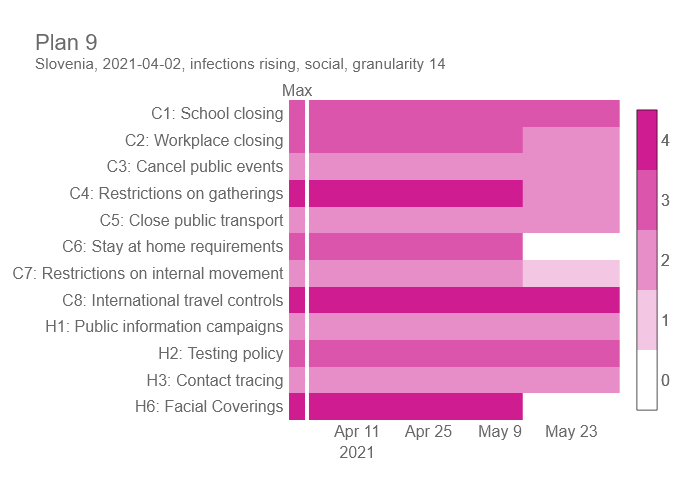 Plan 9
Slovenia, 2021-04-02, infections rising, social, granularity 14
Max
C1: School closing
C2: Workplace closing
C3: Cancel public events
C4: Restrictions on gatherings
C5: Close public transport
C6: Stay at home requirements
C7: Restrictions on internal movement
C8: International travel controls
H1: Public information campaigns
H2: Testing policy
H3: Contact tracing
H6: Facial Coverings
Apr 11 Apr 25 May 9 May 23
2021
4
3
2
1
0